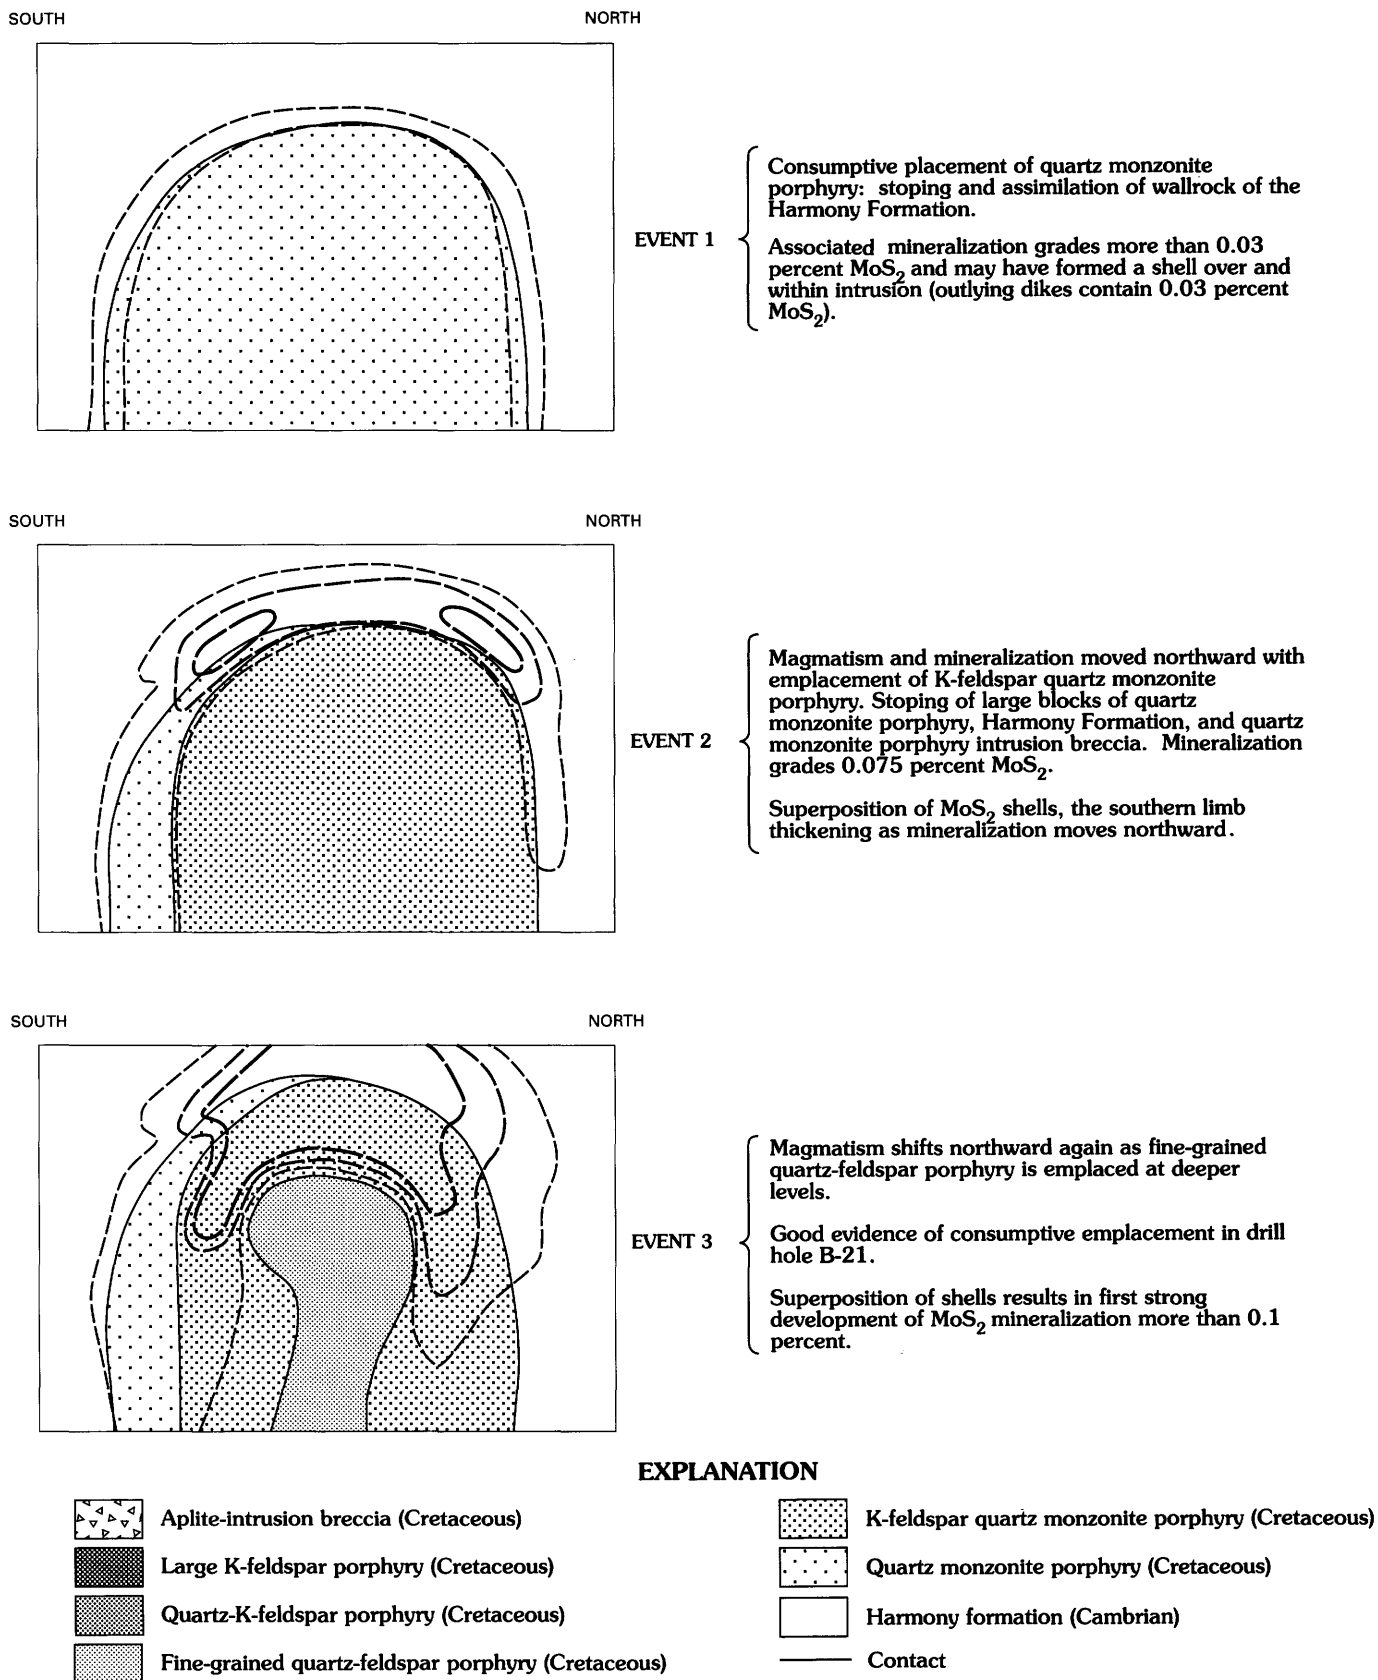 SOUTH
NORTH
EVENT 1
Consumptive placement of quartz monzonite
porphyry: stoping and assimilation of wallrock of the
Harmony Formation.
Associated mineralization grades more than 0.03
percent MoS2 and may have formed a shell over and
within intrusion (outlying dikes contain 0.03 percent
MoS2).
SOUTH
NORTH
EVENT 2
Magmatism and mineralization moved northward with
emplacement of K-feldspar quartz monzonite
porphyry. Stoping of large blocks of quartz
monzonite porphyry, Harmony Formation, and quartz
monzonite porphyry intrusion breccia. Mineralization
grades 0.075 percent MoS2.
Superposition of MoS2 shells, the southern limb
thickening as mineralization moves northward.
SOUTH
NORTH
EVENT 3
Magmatism shifts northward again as fine-grained
quartz-feldspar porphyry is emplaced at deeper
levels.
Good evidence of consumptive emplacement in drill
hole B-21.
Superposition of shells results in first strong
development of MoS2 mineralization more than 0.1
percent.
EXPLANATION
Aplite-intrusion breccia (Cretaceous)
Large K-feldspar porphyry (Cretaceous)
Quartz-K-feldspar porphyry (Cretaceous)
Fine-grained quartz-feldspar porphyry (Cretaceous)
K-feldspar quartz monzonite porphyry (Cretaceous)
Quartz monzonite porphyry (Cretaceous)
Harmony formation (Cambrian)
Contact